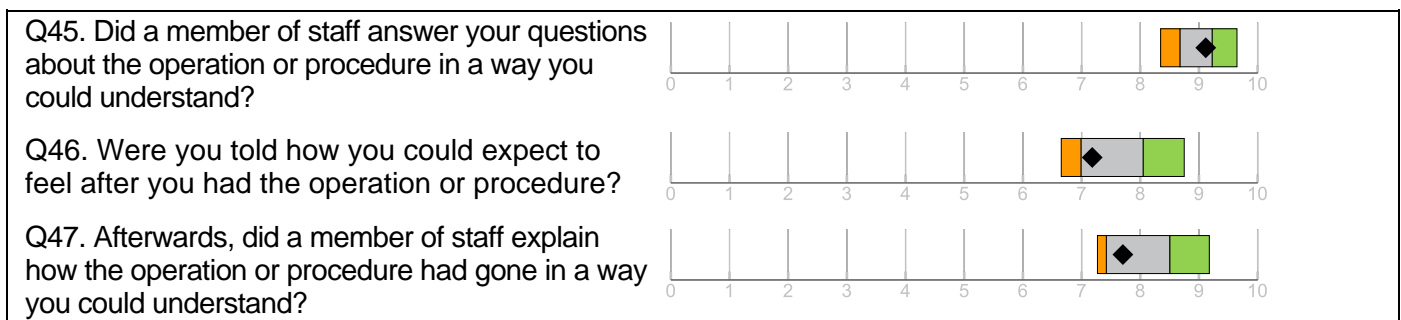 Q45. Did a member of staff answer your questions
about the operation or procedure in a way you
could understand?
0 1 2 3 4 5 6 7 8 9 10
Q46. Were you told how you could expect to
feel after you had the operation or procedure?
0 1 2 3 4 5 6 7 8 9 10
Q47. Afterwards, did a member of staff explain
how the operation or procedure had gone in a way
you could understand?
0 1 2 3 4 5 6 7 8 9 10